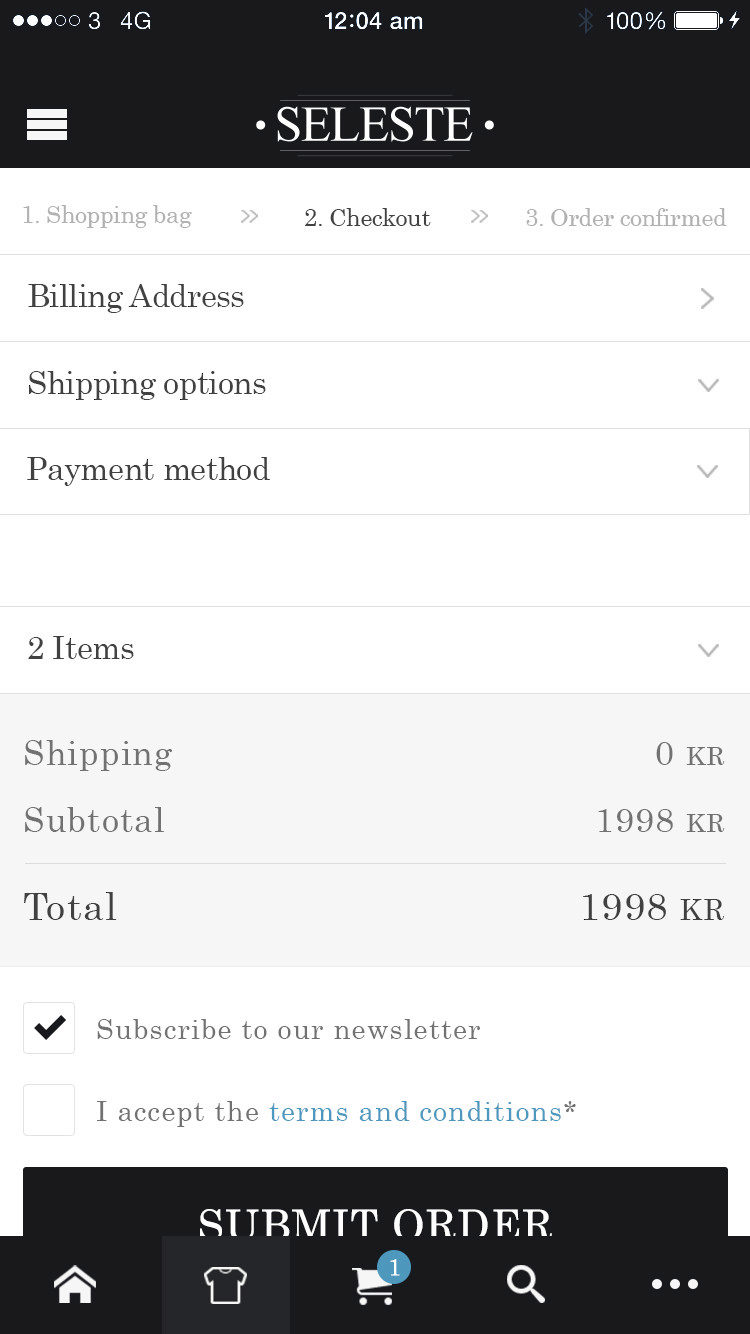 3 4G 12:04 am 100%
• SELESTE •
1. Shopping bag » 2. Checkout » 3. Order confirmed
Billing Address
Shipping options
Payment method
2 Items
Shipping 0 KR
Subtotal 1998 KR
Total 1998 KR
Subscribe to our newsletter
I accept the terms and conditions*
SUBMIT ORDER
1